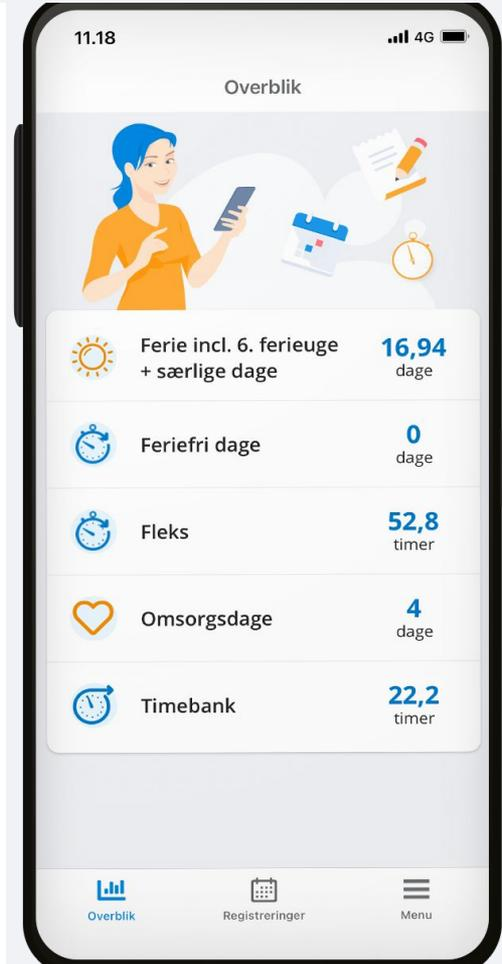 11.18
4G
Overblik
Ferie incl. 6. ferieuge
+ særlige dage
16,94
dage
Feriefri dage
0
dage
Fleks
52,8
timer
Omsorgsdage
4
dage
Timebank
22,2
timer
Overblik
Registreringer
Menu